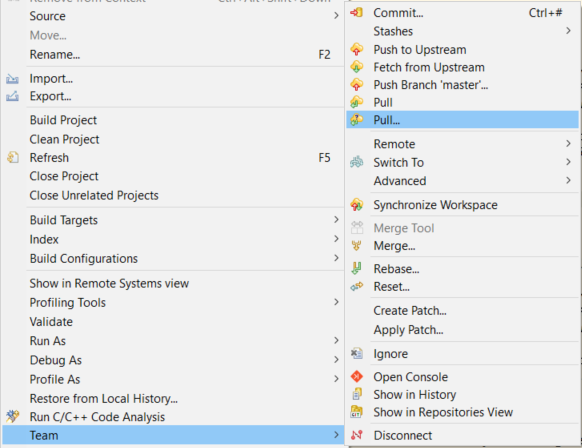 Remove from Context Ctrl+Alt+Shift+Down
Source
Move...
Rename... F2
Import...
Export...
Build Project
Clean Project
Refresh F5
Close Project
Close Unrelated Projects
Build Targets
Index
Build Configurations
Show in Remote Systems view
Profiling Tools
Validate
Run As
Debug As
Profile As
Restore from Local History...
Run C/C++ Code Analysis
Team
Commit... Ctrl+#
Stashes
Push to Upstream
Fetch from Upstream
Push Branch 'master'...
Pull
Pull...
Remote
Switch To
Advanced
Synchronize Workspace
Merge Tool
Merge...
Rebase...
Reset...
Create Patch...
Apply Patch...
Ignore
Open Console
Show in History
Show in Repositories View
Disconnect